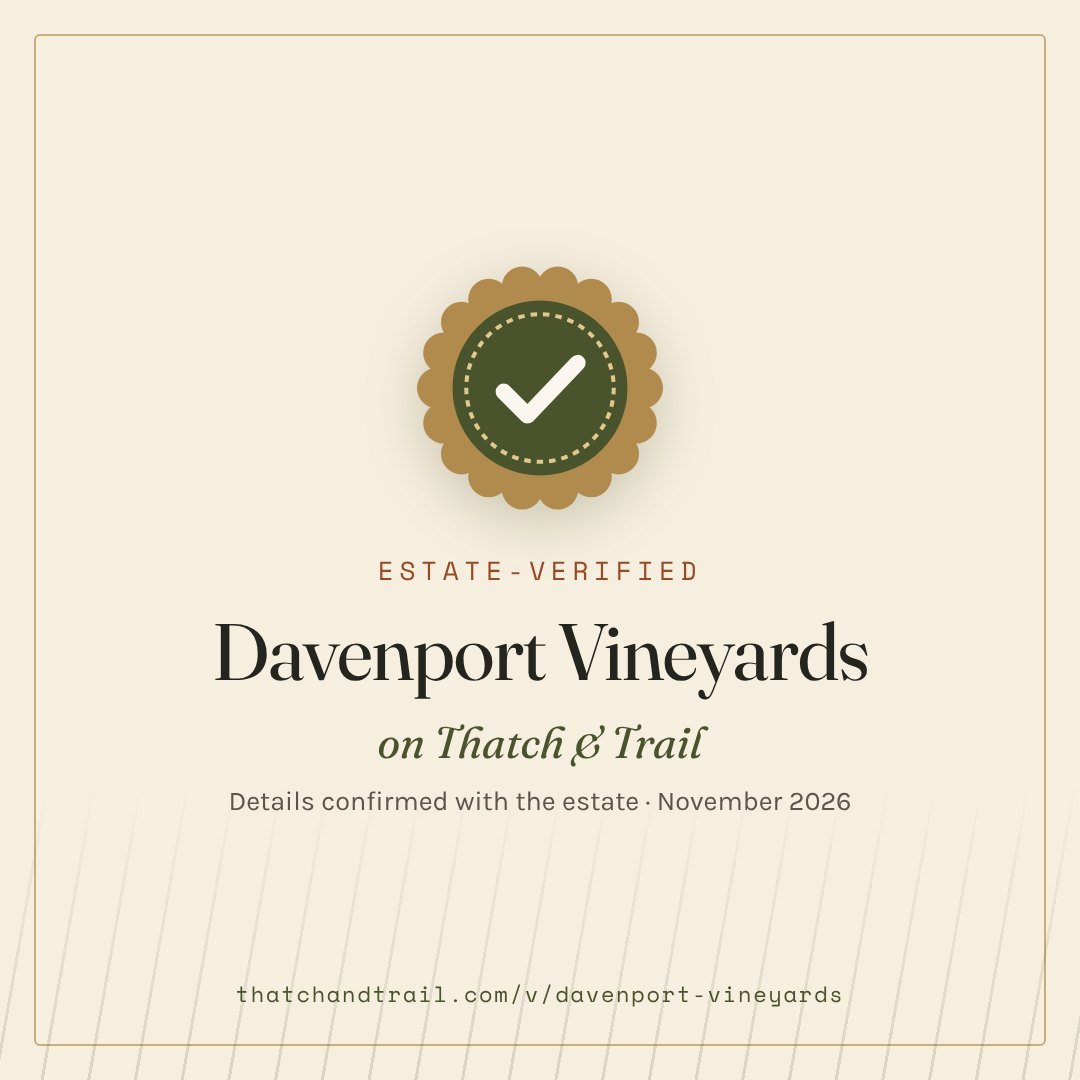 ESTATE-VERIFIED
Davenport Vineyards
on Thatch & Trail
Details confirmed with the estate · November 2026
thatchandtrail.com/v/davenport-vineyards